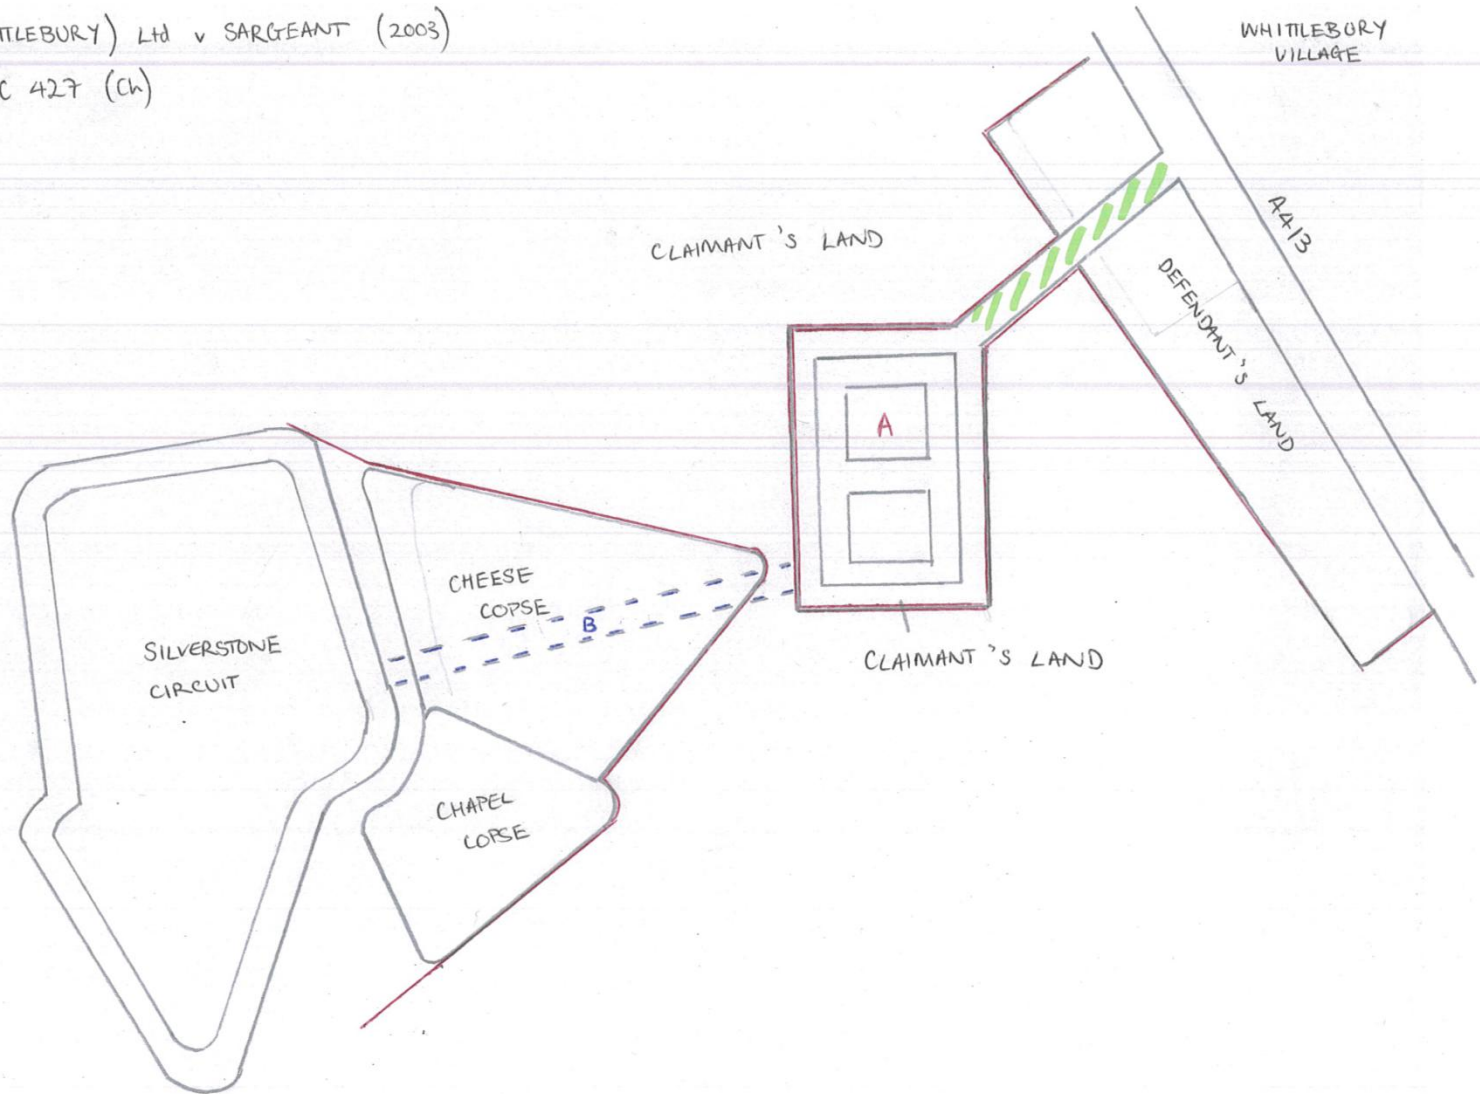 TTLEBURY) Ltd v SARGEANT (2003)
C 427 (Ch)
WHITTLEBURY
VILLAGE
A413
CLAIMANT'S LAND
DEFENDANT'S LAND
A
CHEESE
COPSE
B
SILVERSTONE
CIRCUIT
CLAIMANT'S LAND
CHAPEL
COPSE